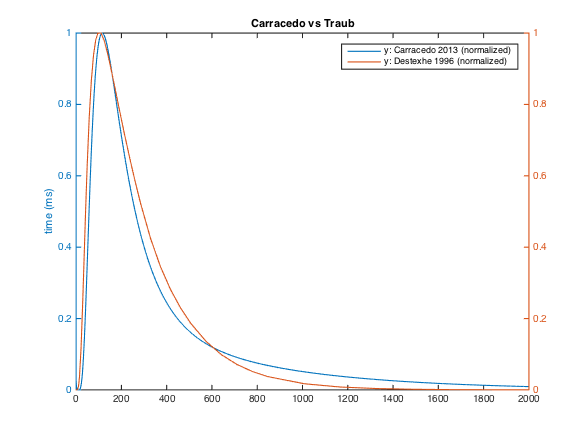 Carracedo vs Traub
y: Carracedo 2013 (normalized)
y: Destexhe 1996 (normalized)
time (ms)
1
0.8
0.6
0.4
0.2
0
1
0.8
0.6
0.4
0.2
0
0 200 400 600 800 1000 1200 1400 1600 1800 2000